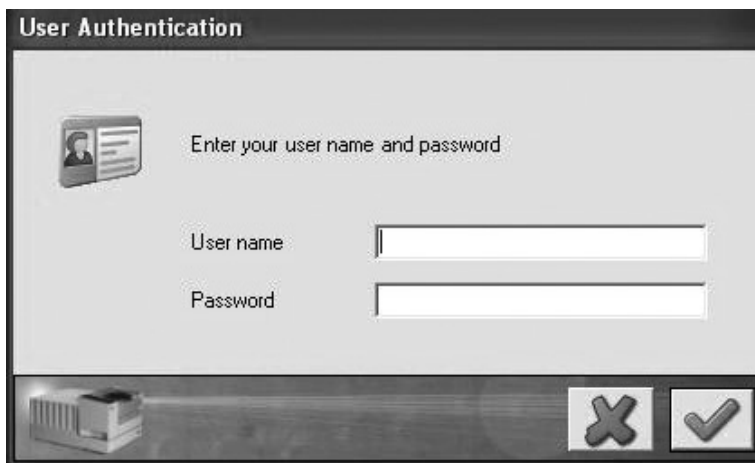 User Authentication
Enter your user name and password
User name
Password